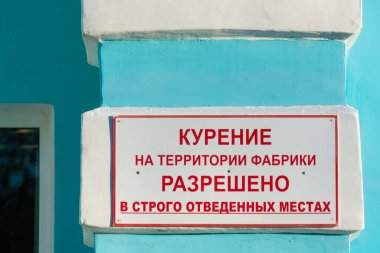 КУРЕНИЕ
НА ТЕРРИТОРИИ ФАБРИКИ
РАЗРЕШЕНО
В СТРОГО ОТВЕДЕННЫХ МЕСТАХ